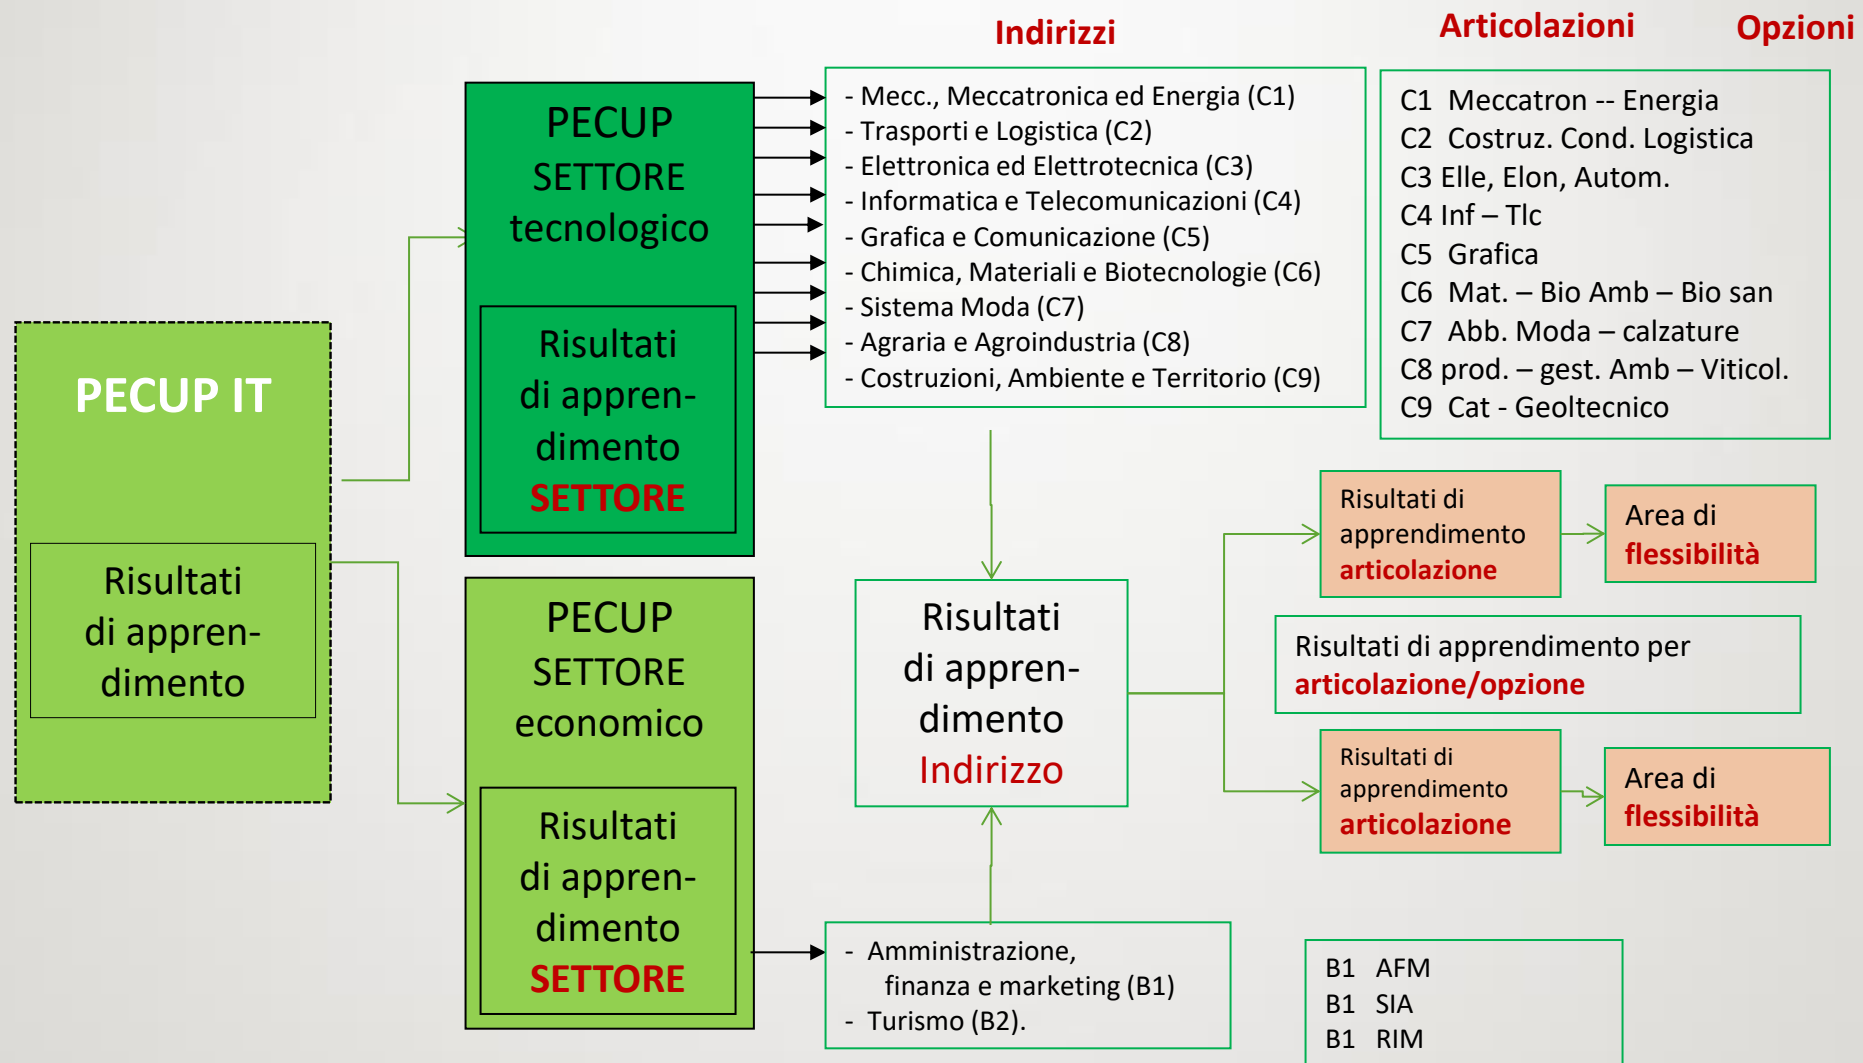 Indirizzi
Articolazioni
Opzioni
PECUP IT
Risultati
di appren-
dimento
PECUP
SETTORE
tecnologico
Risultati
di appren-
dimento
SETTORE
PECUP
SETTORE
economico
Risultati
di appren-
dimento
SETTORE
- Mecc., Meccatronica ed Energia (C1)
- Trasporti e Logistica (C2)
- Elettronica ed Elettrotecnica (C3)
- Informatica e Telecomunicazioni (C4)
- Grafica e Comunicazione (C5)
- Chimica, Materiali e Biotecnologie (C6)
- Sistema Moda (C7)
- Agraria e Agroindustria (C8)
- Costruzioni, Ambiente e Territorio (C9)
C1 Meccatron -- Energia
C2 Costruz. Cond. Logistica
C3 Elle, Elon, Autom.
C4 Inf – Tlc
C5 Grafica
C6 Mat. – Bio Amb – Bio san
C7 Abb. Moda – calzature
C8 prod. – gest. Amb – Viticol.
C9 Cat - Geoltecnico
Risultati
di appren-
dimento
Indirizzo
Risultati di
apprendimento
articolazione
Area di
flessibilità
Risultati di apprendimento per
articolazione/opzione
Risultati di
apprendimento
articolazione
Area di
flessibilità
- Amministrazione,
finanza e marketing (B1)
- Turismo (B2).
B1 AFM
B1 SIA
B1 RIM